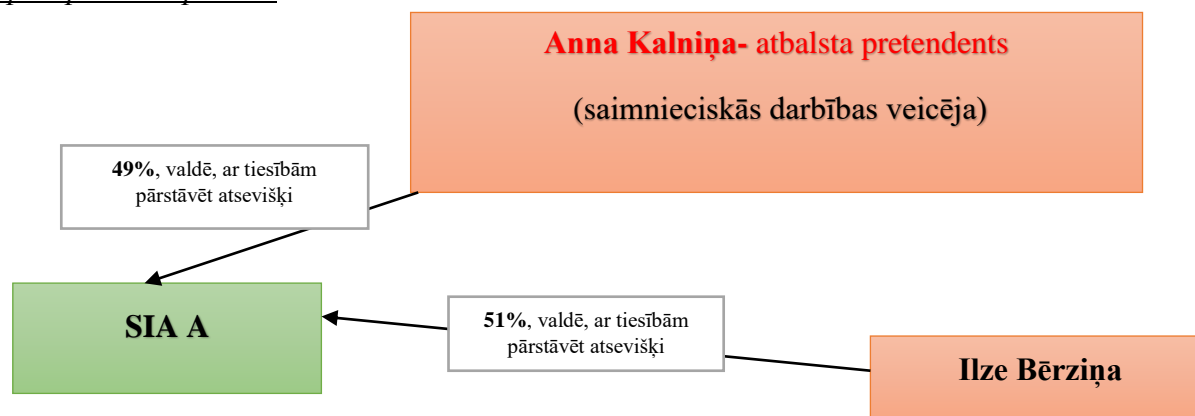 Anna Kalniņa- atbalsta pretendents
(saimnieciskās darbības veicēja)
49%, valdē, ar tiesībām
pārstāvēt atsevišķi
SIA A
51%, valdē, ar tiesībām
pārstāvēt atsevišķi
Ilze Bērziņa